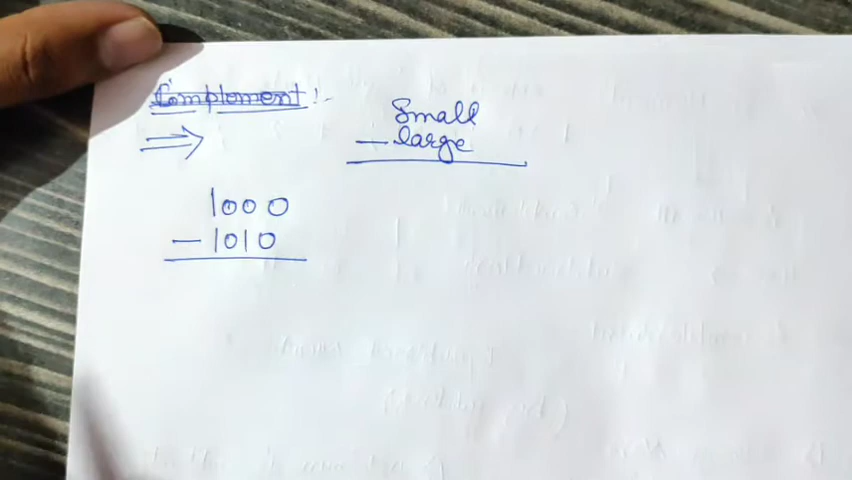 Complement :-
⇒
Small
- large
1000
- 1010